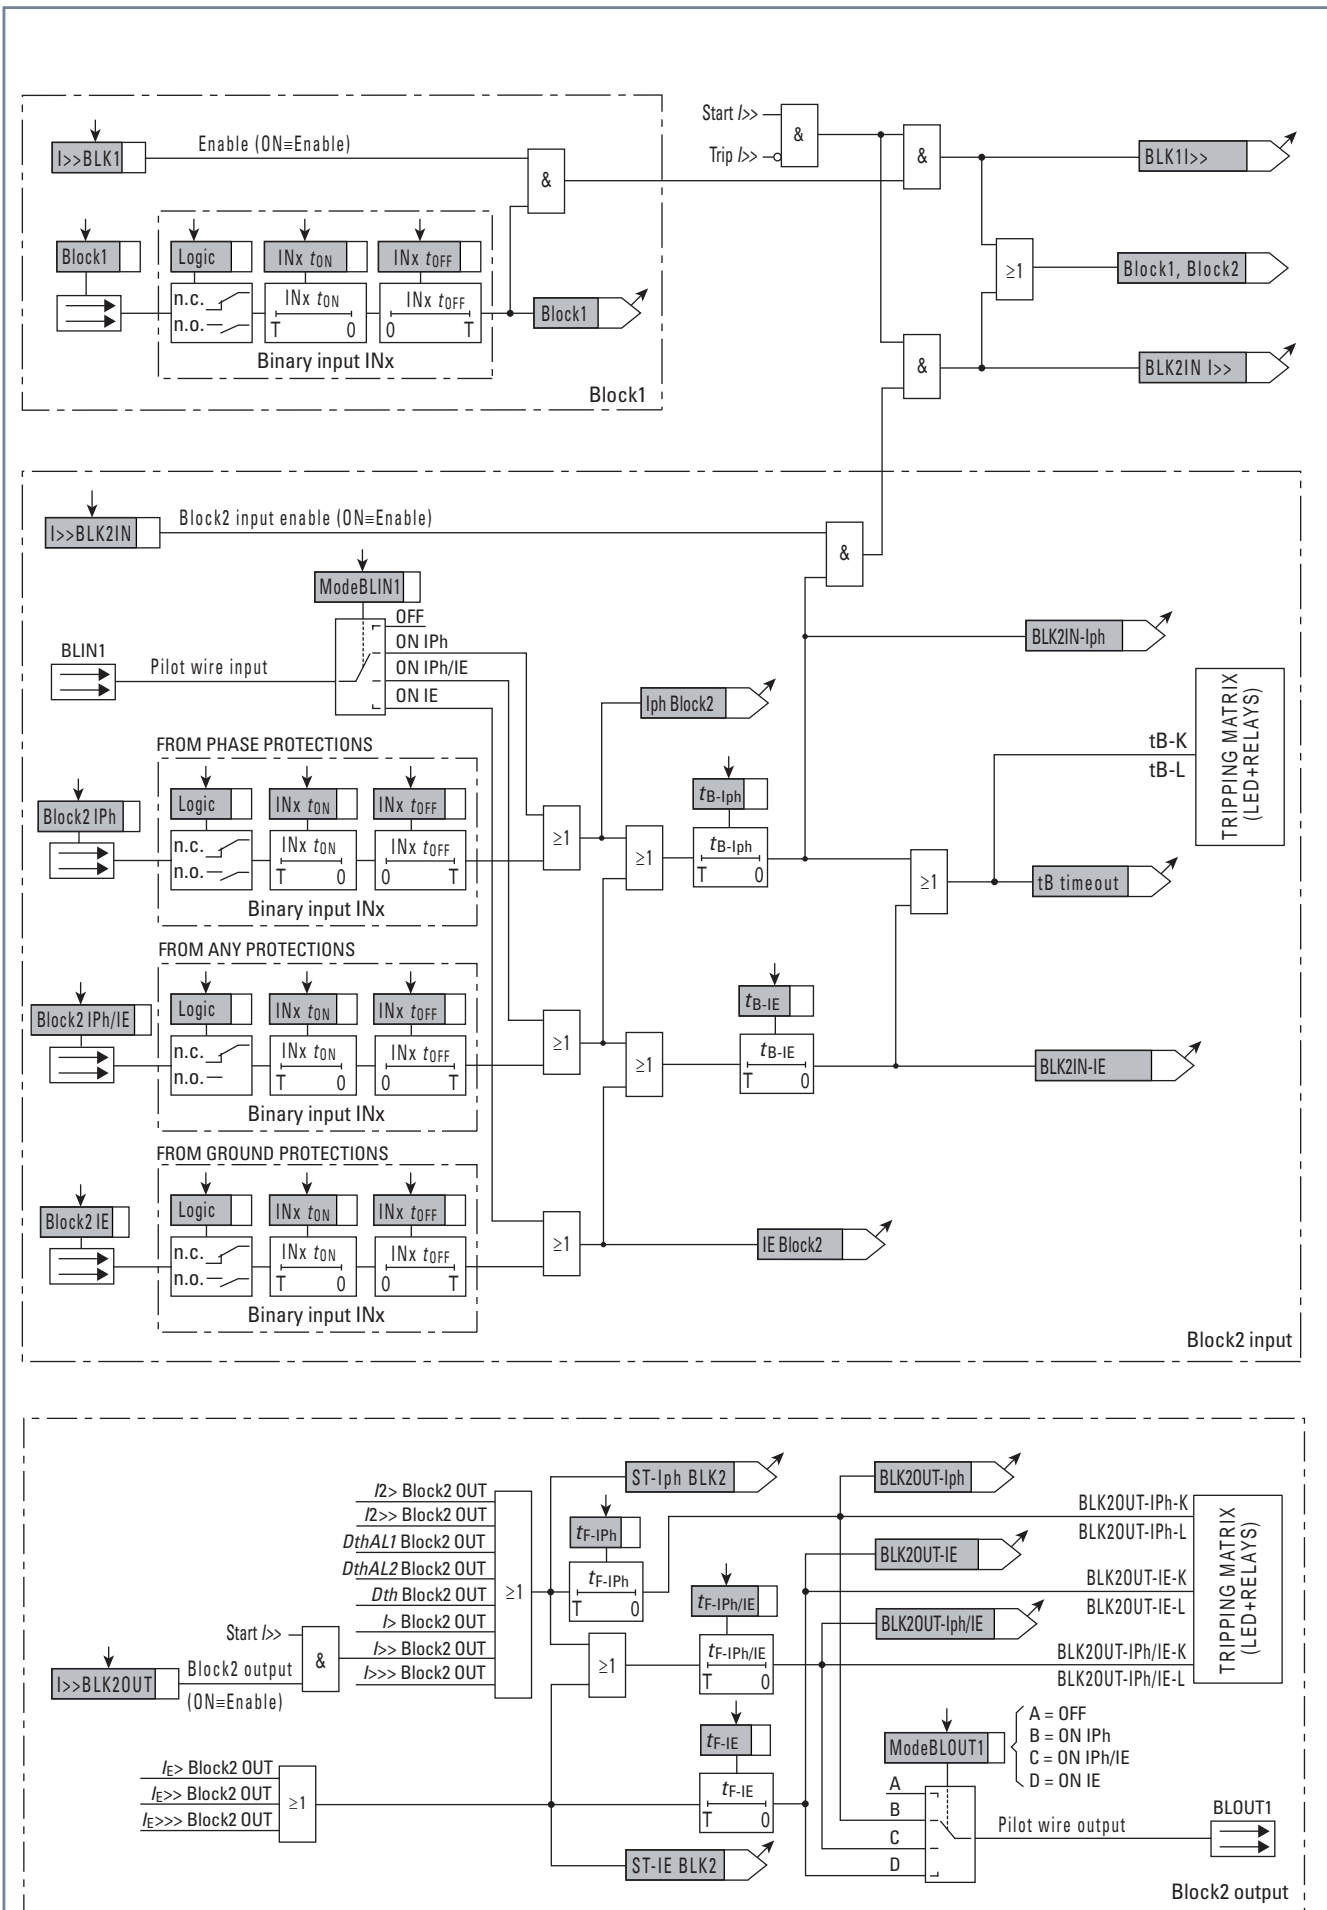 Start I>>
Trip I>>
&
I>>BLK1
Enable (ON≡Enable)
&
&
BLK1I>>
Block1
Logic
INx tON
INx tOFF
n.c.
n.o.
INx tON
T 0
INx tOFF
0 T
Binary input INx
Block1
Block1
≥1
Block1, Block2
&
BLK2IN I>>
I>>BLK2IN
Block2 input enable (ON≡Enable)
&
ModeBLIN1
OFF
ON IPh
ON IPh/IE
ON IE
BLIN1
Pilot wire input
BLK2IN-Iph
Iph Block2
TRIPPING MATRIX
(LED+RELAYS)
tB-K
tB-L
FROM PHASE PROTECTIONS
Block2 IPh
Logic
INx tON
INx tOFF
n.c.
n.o.
INx tON
T 0
INx tOFF
0 T
Binary input INx
≥1
≥1
tB-Iph
tB-Iph
T 0
≥1
tB timeout
FROM ANY PROTECTIONS
Block2 IPh/IE
Logic
INx tON
INx tOFF
n.c.
n.o.
INx tON
T 0
INx tOFF
0 T
Binary input INx
≥1
≥1
tB-IE
tB-IE
T 0
BLK2IN-IE
FROM GROUND PROTECTIONS
Block2 IE
Logic
INx tON
INx tOFF
n.c.
n.o.
INx tON
T 0
INx tOFF
0 T
Binary input INx
≥1
IE Block2
Block2 input
I2> Block2 OUT
I2>> Block2 OUT
DthAL1 Block2 OUT
DthAL2 Block2 OUT
Dth Block2 OUT
I> Block2 OUT
I>> Block2 OUT
I>>> Block2 OUT
≥1
Start I>>
&
I>>BLK2OUT
Block2 output
(ON≡Enable)
ST-Iph BLK2
tF-IPh
tF-IPh
T 0
≥1
tF-IPh/IE
tF-IPh/IE
T 0
tF-IE
tF-IE
T 0
BLK2OUT-Iph
BLK2OUT-IE
BLK2OUT-Iph/IE
BLK2OUT-IPh-K
BLK2OUT-IPh-L
BLK2OUT-IE-K
BLK2OUT-IE-L
BLK2OUT-IPh/IE-K
BLK2OUT-IPh/IE-L
TRIPPING MATRIX
(LED+RELAYS)
IE> Block2 OUT
IE>> Block2 OUT
IE>>> Block2 OUT
≥1
ST-IE BLK2
ModeBLOUT1
A = OFF
B = ON IPh
C = ON IPh/IE
D = ON IE
A
B
C
D
Pilot wire output
BLOUT1
Block2 output